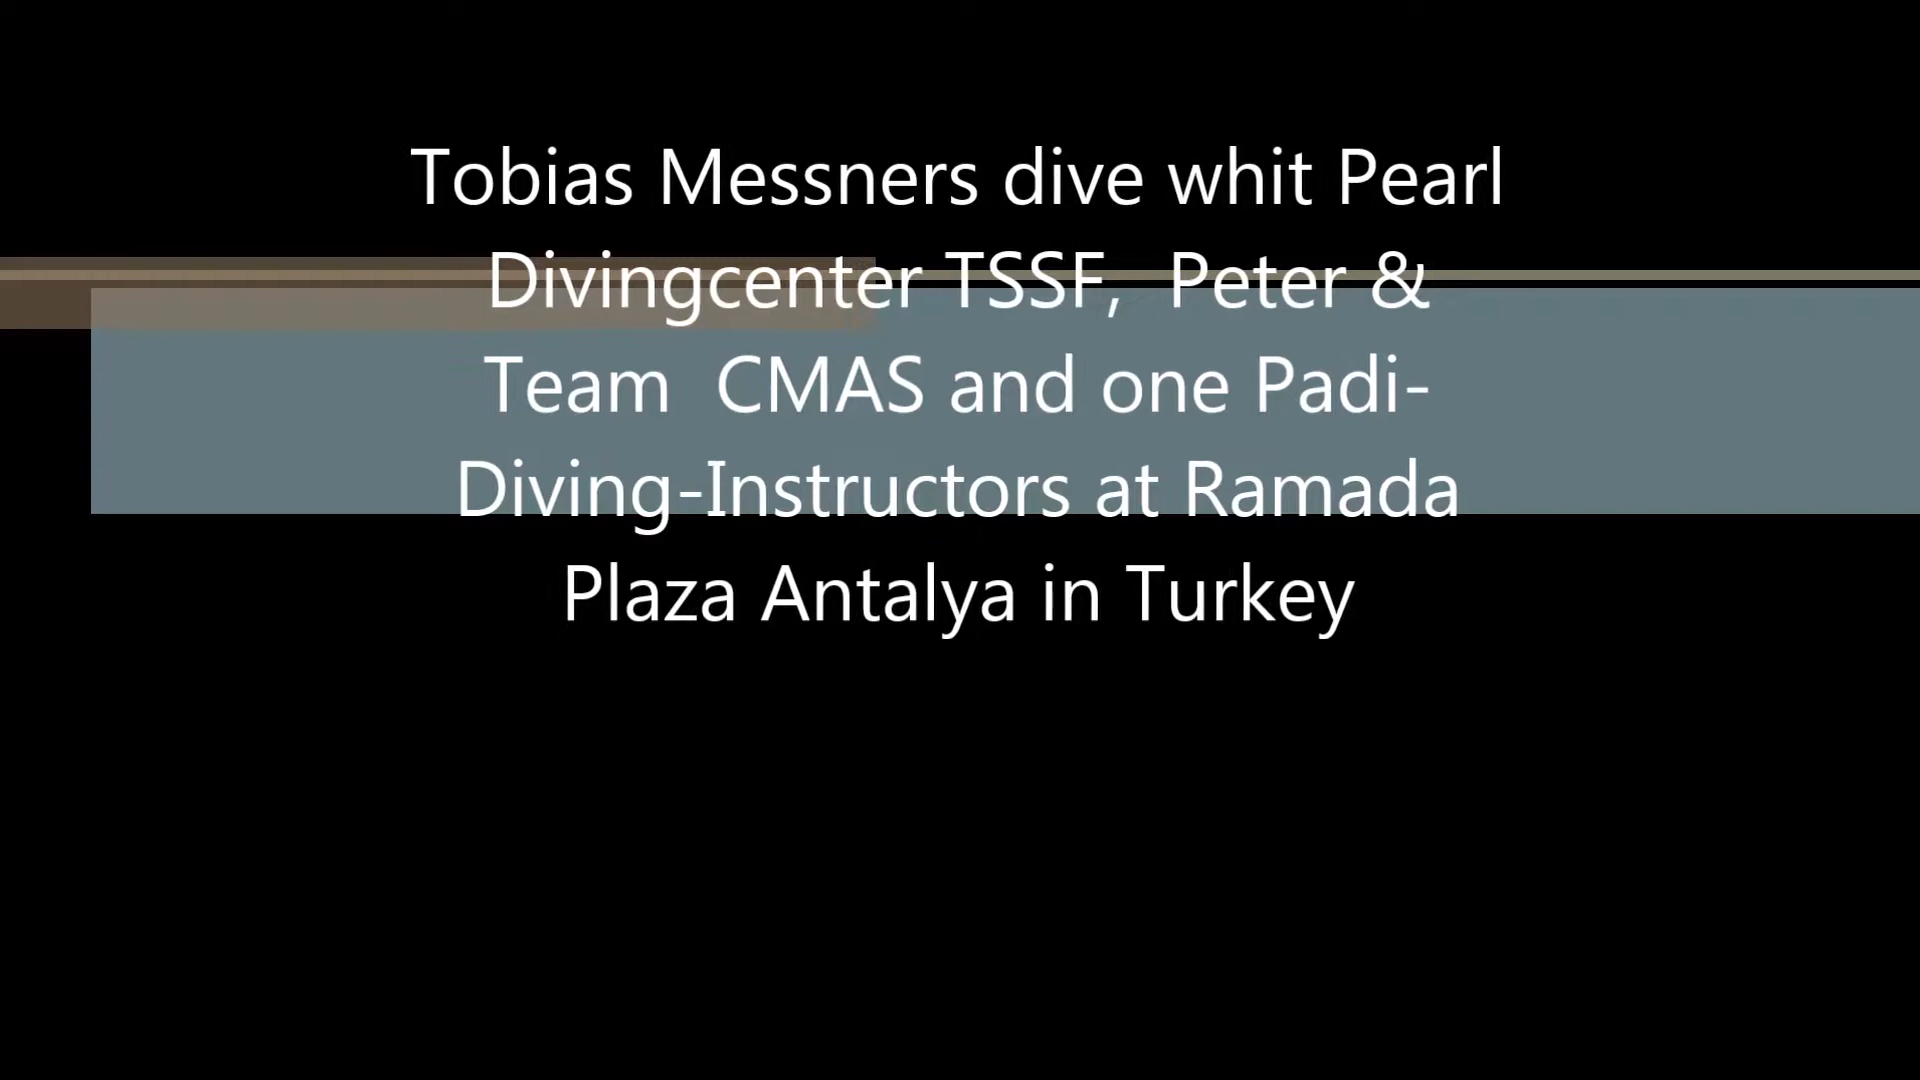 Tobias Messners dive whit Pearl
Divingcenter TSSF,  Peter &
Team  CMAS and one Padi-
Diving-Instructors at Ramada
Plaza Antalya in Turkey